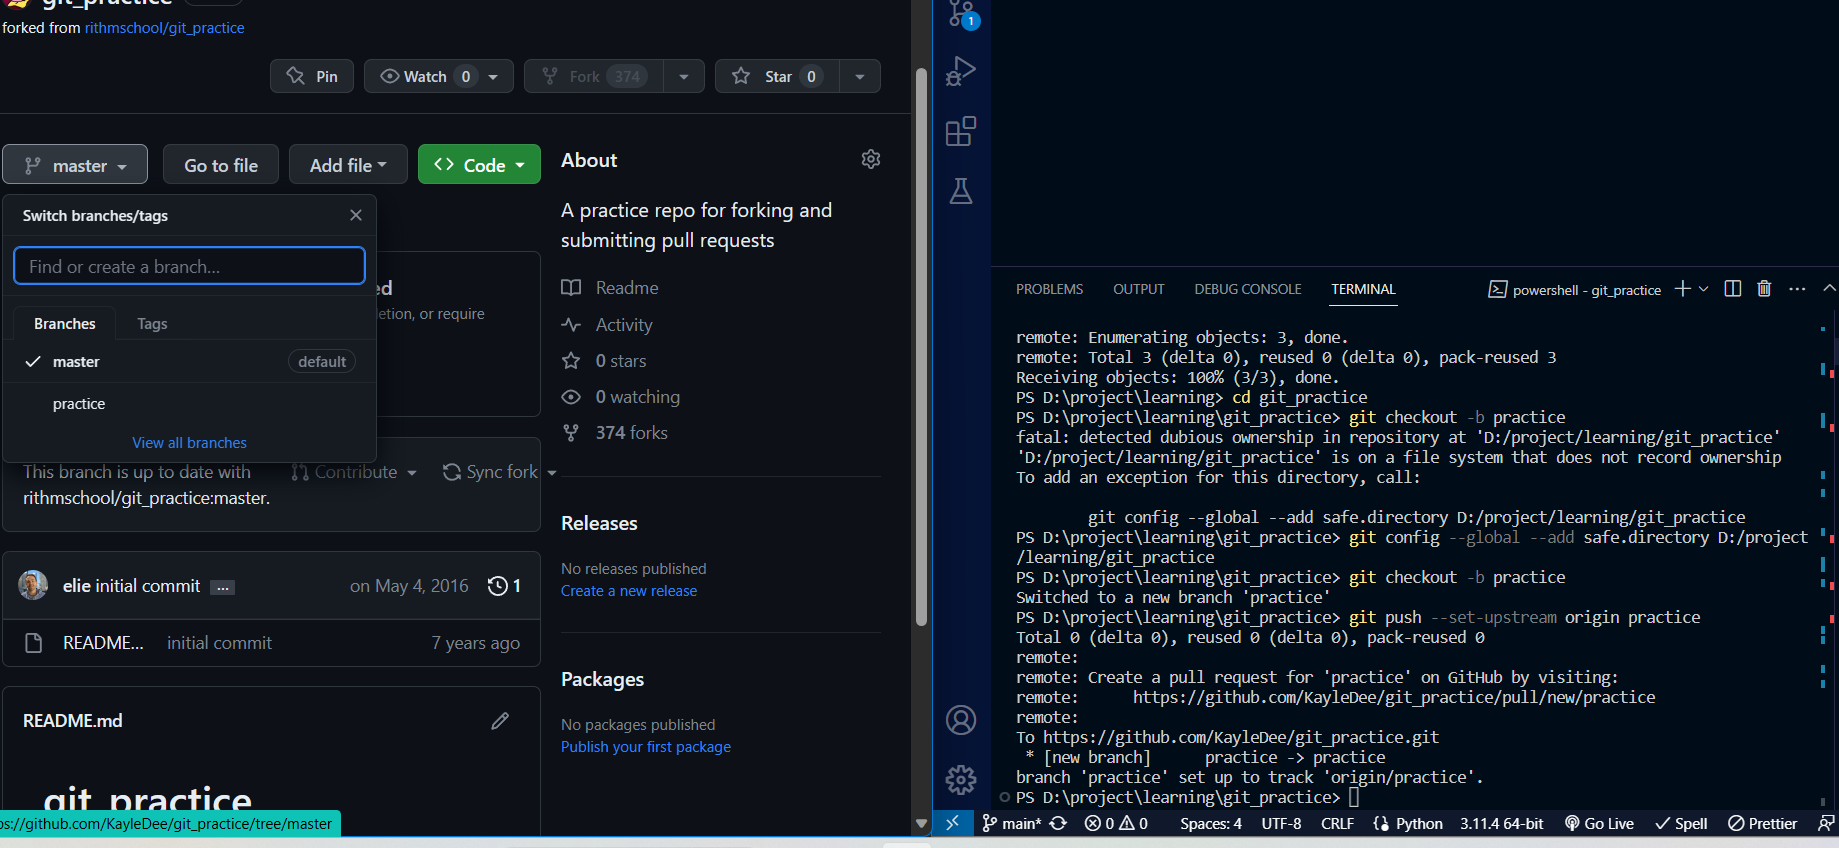 git_practice
forked from rithmschool/git_practice
Pin
Watch 0
Fork 374
Star 0
master
Go to file
Add file
<> Code
Switch branches/tags
Find or create a branch...
Branches
Tags
master default
practice
View all branches
ed
etion, or require
This branch is up to date with
rithmschool/git_practice:master.
Contribute
Sync fork
elie initial commit ... on May 4, 2016 1
README... initial commit 7 years ago
README.md
git_practice
ps://github.com/KayleDee/git_practice/tree/master
About
A practice repo for forking and
submitting pull requests
Readme
Activity
0 stars
0 watching
374 forks
Releases
No releases published
Create a new release
Packages
No packages published
Publish your first package
1
PROBLEMS OUTPUT DEBUG CONSOLE TERMINAL powershell - git_practice
remote: Enumerating objects: 3, done.
remote: Total 3 (delta 0), reused 0 (delta 0), pack-reused 3
Receiving objects: 100% (3/3), done.
PS D:\project\learning> cd git_practice
PS D:\project\learning\git_practice> git checkout -b practice
fatal: detected dubious ownership in repository at 'D:/project/learning/git_practice'
'D:/project/learning/git_practice' is on a file system that does not record ownership
To add an exception for this directory, call:
git config --global --add safe.directory D:/project/learning/git_practice
PS D:\project\learning\git_practice> git config --global --add safe.directory D:/project
/learning/git_practice
PS D:\project\learning\git_practice> git checkout -b practice
Switched to a new branch 'practice'
PS D:\project\learning\git_practice> git push --set-upstream origin practice
Total 0 (delta 0), reused 0 (delta 0), pack-reused 0
remote:
remote: Create a pull request for 'practice' on GitHub by visiting:
remote: https://github.com/KayleDee/git_practice/pull/new/practice
remote:
To https://github.com/KayleDee/git_practice.git
* [new branch] practice -> practice
branch 'practice' set up to track 'origin/practice'.
PS D:\project\learning\git_practice>
main* 0 0 Spaces: 4 UTF-8 CRLF Python 3.11.4 64-bit Go Live Spell Prettier